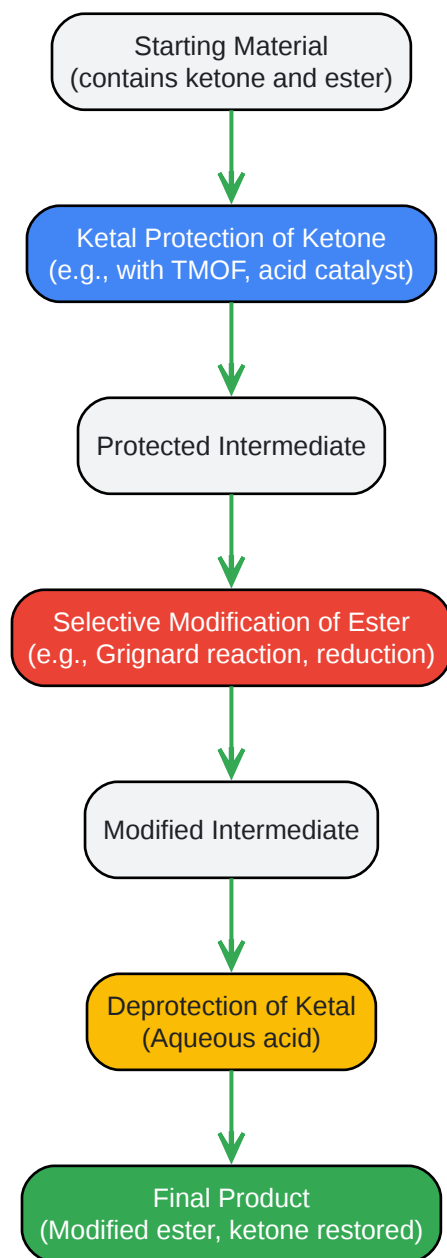 Starting Material
(contains ketone and ester)
Ketal Protection of Ketone
(e.g., with TMOF, acid catalyst)
Protected Intermediate
Selective Modification of Ester
(e.g., Grignard reaction, reduction)
Modified Intermediate
Deprotection of Ketal
(Aqueous acid)
Final Product
(Modified ester, ketone restored)